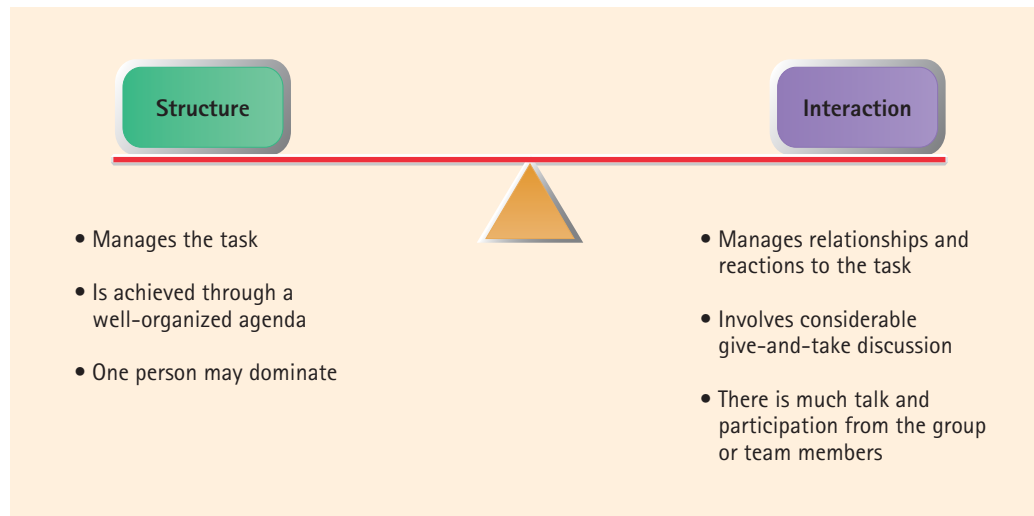 Structure
Interaction
• Manages the task
• Is achieved through a
well-organized agenda
• One person may dominate
• Manages relationships and
reactions to the task
• Involves considerable
give-and-take discussion
• There is much talk and
participation from the group
or team members